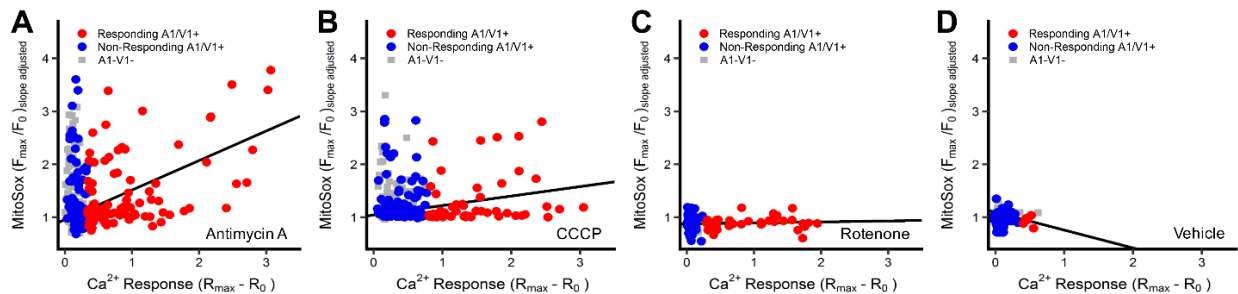 A
Responding A1/V1+
Non-Responding A1/V1+
A1-V1-
MitoSox (Fmax /F0 )slope adjusted
4
3
2
1
0
1
2
3
Antimycin A
Ca2+ Response (Rmax - R0 )
B
Responding A1/V1+
Non-Responding A1/V1+
A1-V1-
MitoSox (Fmax /F0 )slope adjusted
4
3
2
1
0
1
2
3
CCCP
Ca2+ Response (Rmax - R0 )
C
Responding A1/V1+
Non-Responding A1/V1+
A1-V1-
MitoSox (Fmax /F0 )slope adjusted
4
3
2
1
0
1
2
3
Rotenone
Ca2+ Response (Rmax - R0 )
D
Responding A1/V1+
Non-Responding A1/V1+
A1-V1-
MitoSox (Fmax /F0 )slope adjusted
4
3
2
1
0
1
2
3
Vehicle
Ca2+ Response (Rmax - R0 )